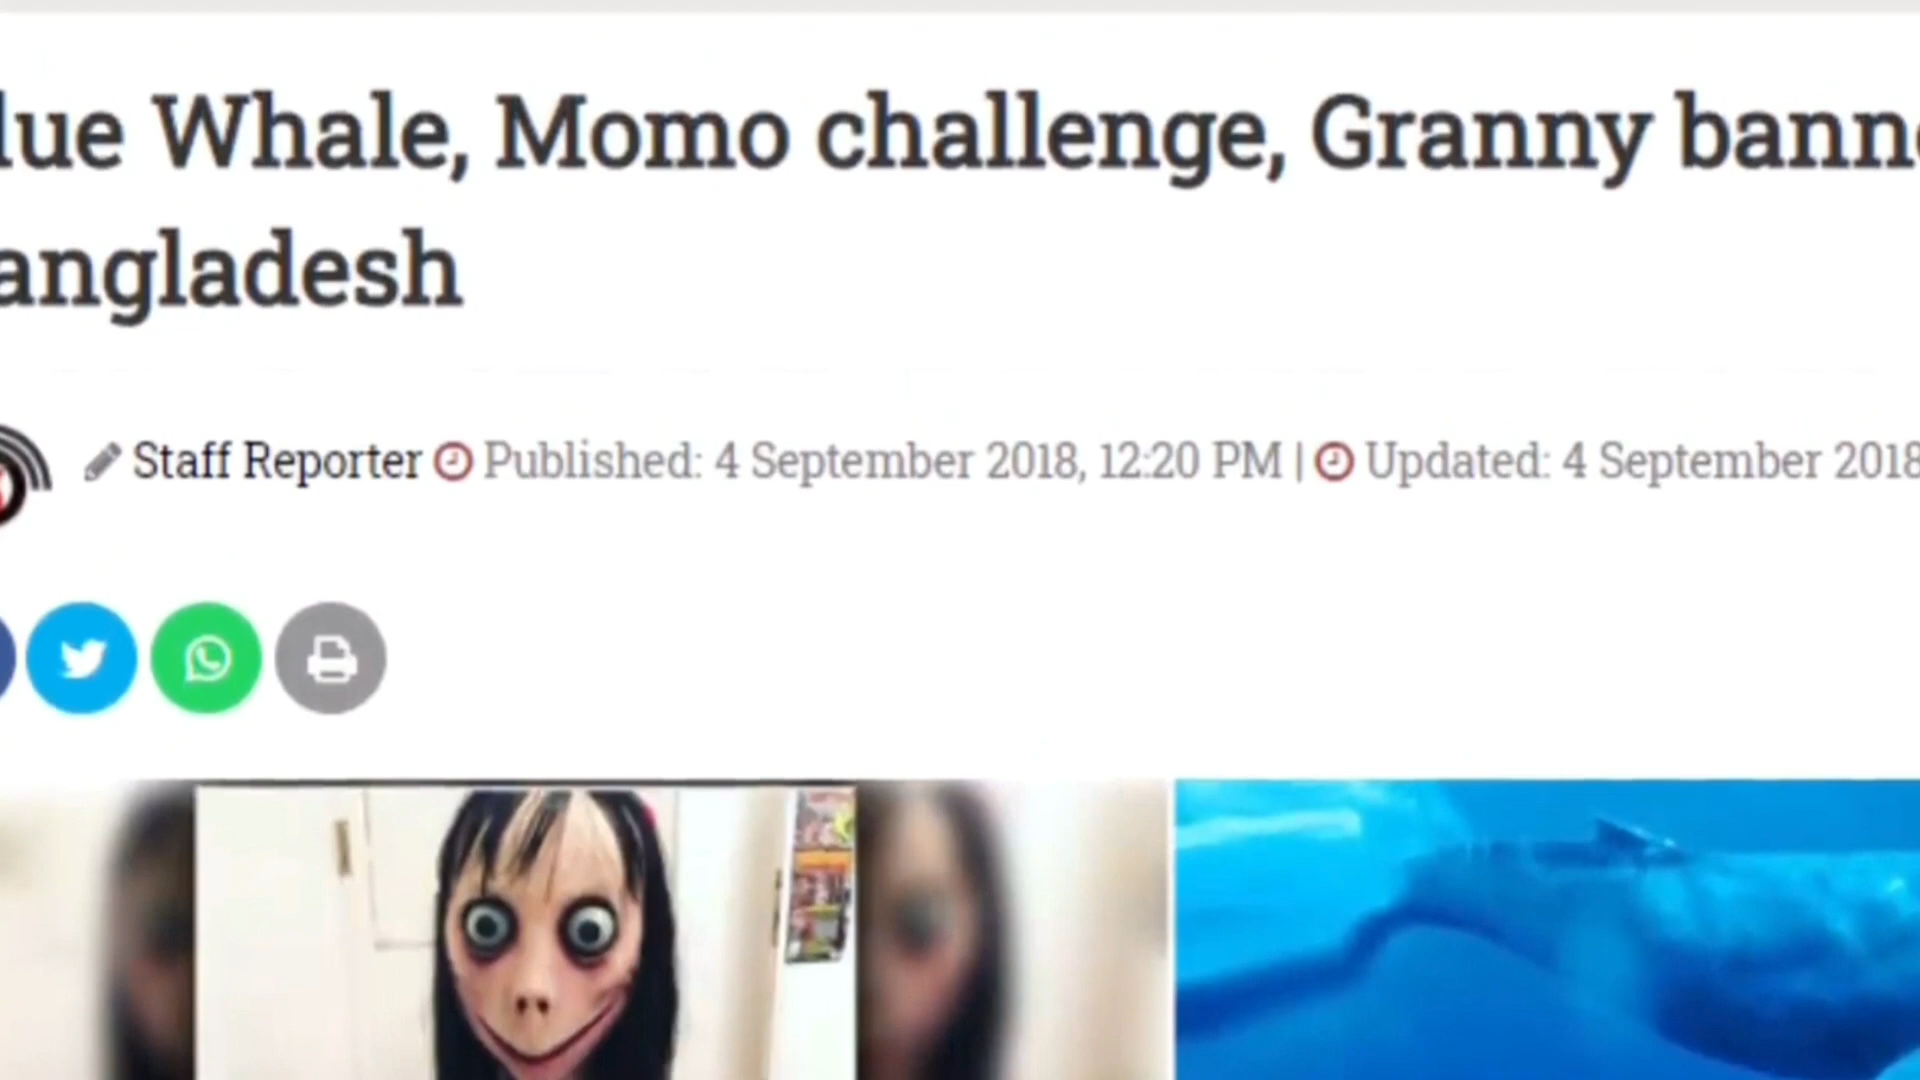 lue Whale, Momo challenge, Granny bann
angladesh
Staff Reporter Published: 4 September 2018, 12:20 PM | Updated: 4 September 2018